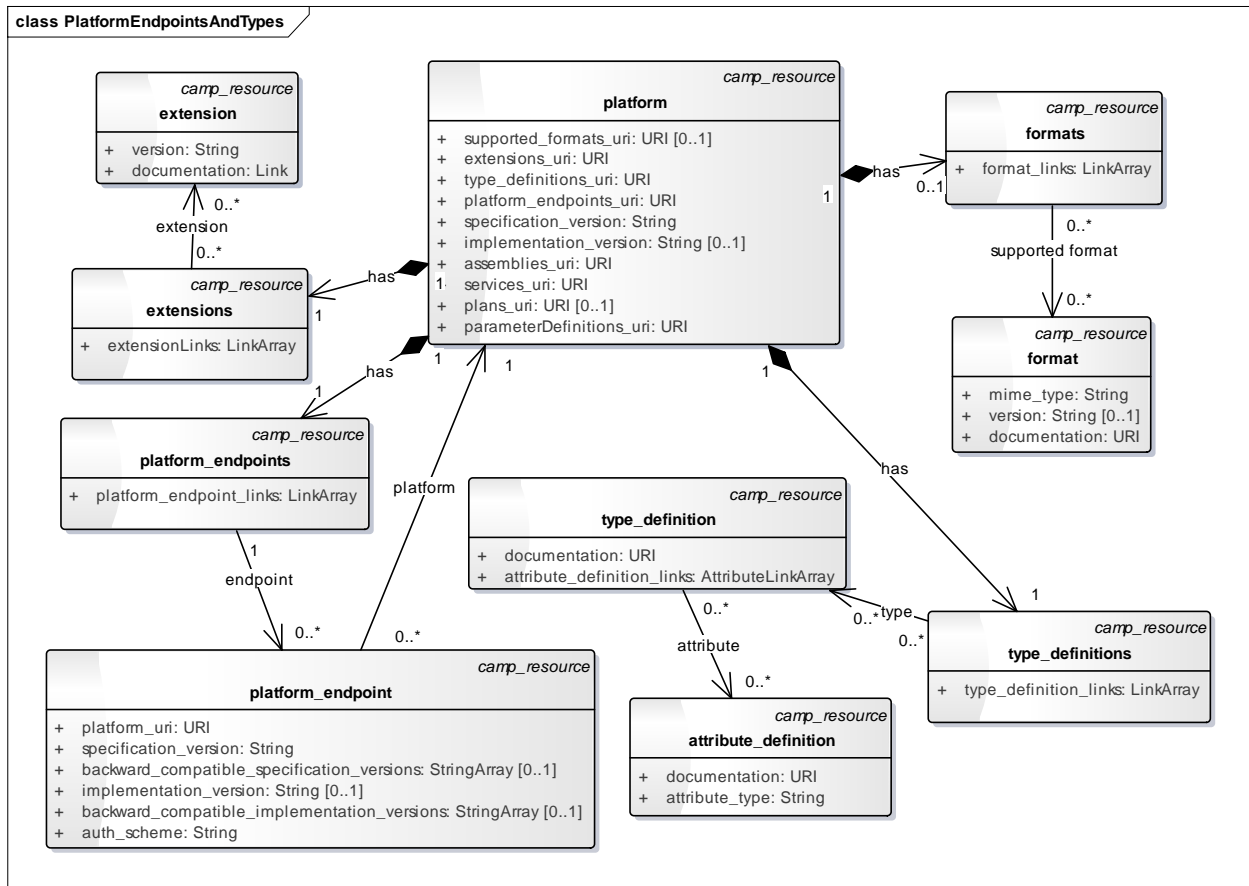 class PlatformEndpointsAndTypes
camp_resource
extension
+ version: String
+ documentation: Link
0..*
extension
0..*
camp_resource
extensions
+ extensionLinks: LinkArray
has
1
1
camp_resource
platform
+ supported_formats_uri: URI [0..1]
+ extensions_uri: URI
+ type_definitions_uri: URI
+ platform_endpoints_uri: URI
+ specification_version: String
+ implementation_version: String [0..1]
+ assemblies_uri: URI
+ services_uri: URI
+ plans_uri: URI [0..1]
+ parameterDefinitions_uri: URI
1
has
0..1
camp_resource
formats
+ format_links: LinkArray
0..*
supported format
0..*
camp_resource
format
+ mime_type: String
+ version: String [0..1]
+ documentation: URI
1
has
1
camp_resource
platform_endpoints
+ platform_endpoint_links: LinkArray
1
endpoint
0..*
1
platform
0..*
camp_resource
platform_endpoint
+ platform_uri: URI
+ specification_version: String
+ backward_compatible_specification_versions: StringArray [0..1]
+ implementation_version: String [0..1]
+ backward_compatible_implementation_versions: StringArray [0..1]
+ auth_scheme: String
1
has
1
camp_resource
type_definition
+ documentation: URI
+ attribute_definition_links: AttributeLinkArray
0..*
type
0..*
camp_resource
type_definitions
+ type_definition_links: LinkArray
0..*
attribute
0..*
camp_resource
attribute_definition
+ documentation: URI
+ attribute_type: String